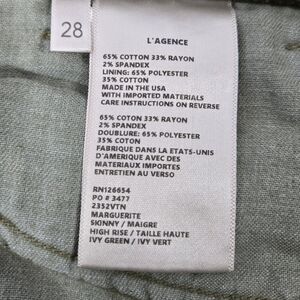 28
L'AGENCE
65% COTTON 33% RAYON
2% SPANDEX
LINING: 65% POLYESTER
35% COTTON
MADE IN THE USA
WITH IMPORTED MATERIALS
CARE INSTRUCTIONS ON REVERSE
65% COTTON 33% RAYON
2% SPANDEX
DOUBLURE: 65% POLYESTER
35% COTTON
FABRIQUE DANS LA ETATS-UNIS
D'AMERIQUE AVEC DES
MATERIAUX IMPORTES
ENTRETIEN AU VERSO
RN126654
PO # 3477
2352VTN
MARGUERITE
SKINNY / MAIGRE
HIGH RISE / TAILLE HAUTE
IVY GREEN / IVY VERT